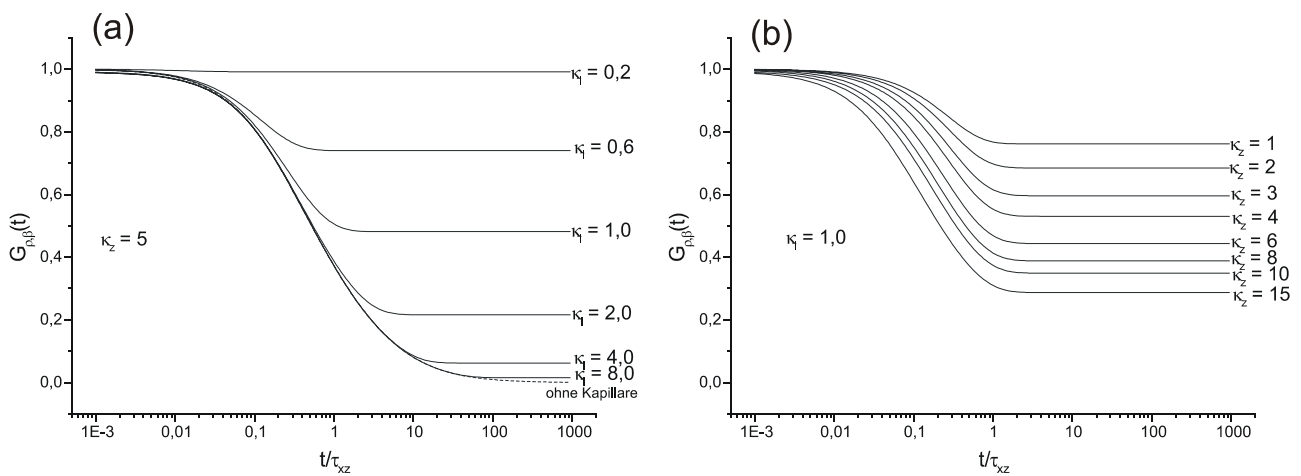 (a)
1,0
0,8
0,6
0,4
0,2
0,0
G_ρ,β(t)
κ_z = 5
κ_l = 0,2
κ_l = 0,6
κ_l = 1,0
κ_l = 2,0
κ_l = 4,0
κ_l = 8,0
ohne Kapillare
1E-3 0,01 0,1 1 10 100 1000
t/τ_xz
(b)
1,0
0,8
0,6
0,4
0,2
0,0
G_ρ,β(t)
κ_l = 1,0
κ_z = 1
κ_z = 2
κ_z = 3
κ_z = 4
κ_z = 6
κ_z = 8
κ_z = 10
κ_z = 15
1E-3 0,01 0,1 1 10 100 1000
t/τ_xz